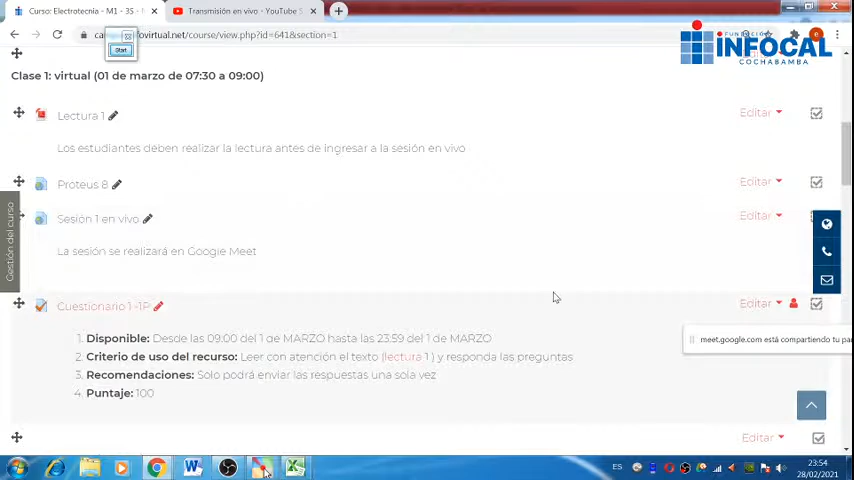 Curso: Electrotecnia - M1 - 3S -
Transmisión en vivo - YouTube S
infovirtual.net/course/view.php?id=641&section=1
Start
FUNDACIÓN
INFOCAL
COCHABAMBA
Clase 1: virtual (01 de marzo de 07:30 a 09:00)
Lectura 1
Editar
Los estudiantes deben realizar la lectura antes de ingresar a la sesión en vivo
Proteus 8
Editar
Sesión 1 en vivo
Editar
Gestión del curso
La sesión se realizará en Google Meet
Cuestionario 1 -1P
Editar
1. Disponible: Desde las 09:00 del 1 de MARZO hasta las 23:59 del 1 de MARZO
meet.google.com está compartiendo tu pa
2. Criterio de uso del recurso: Leer con atención el texto (lectura 1 ) y responda las preguntas
3. Recomendaciones: Solo podrá enviar las respuestas una sola vez
4. Puntaje: 100
Editar
ES
23:54
28/02/2021